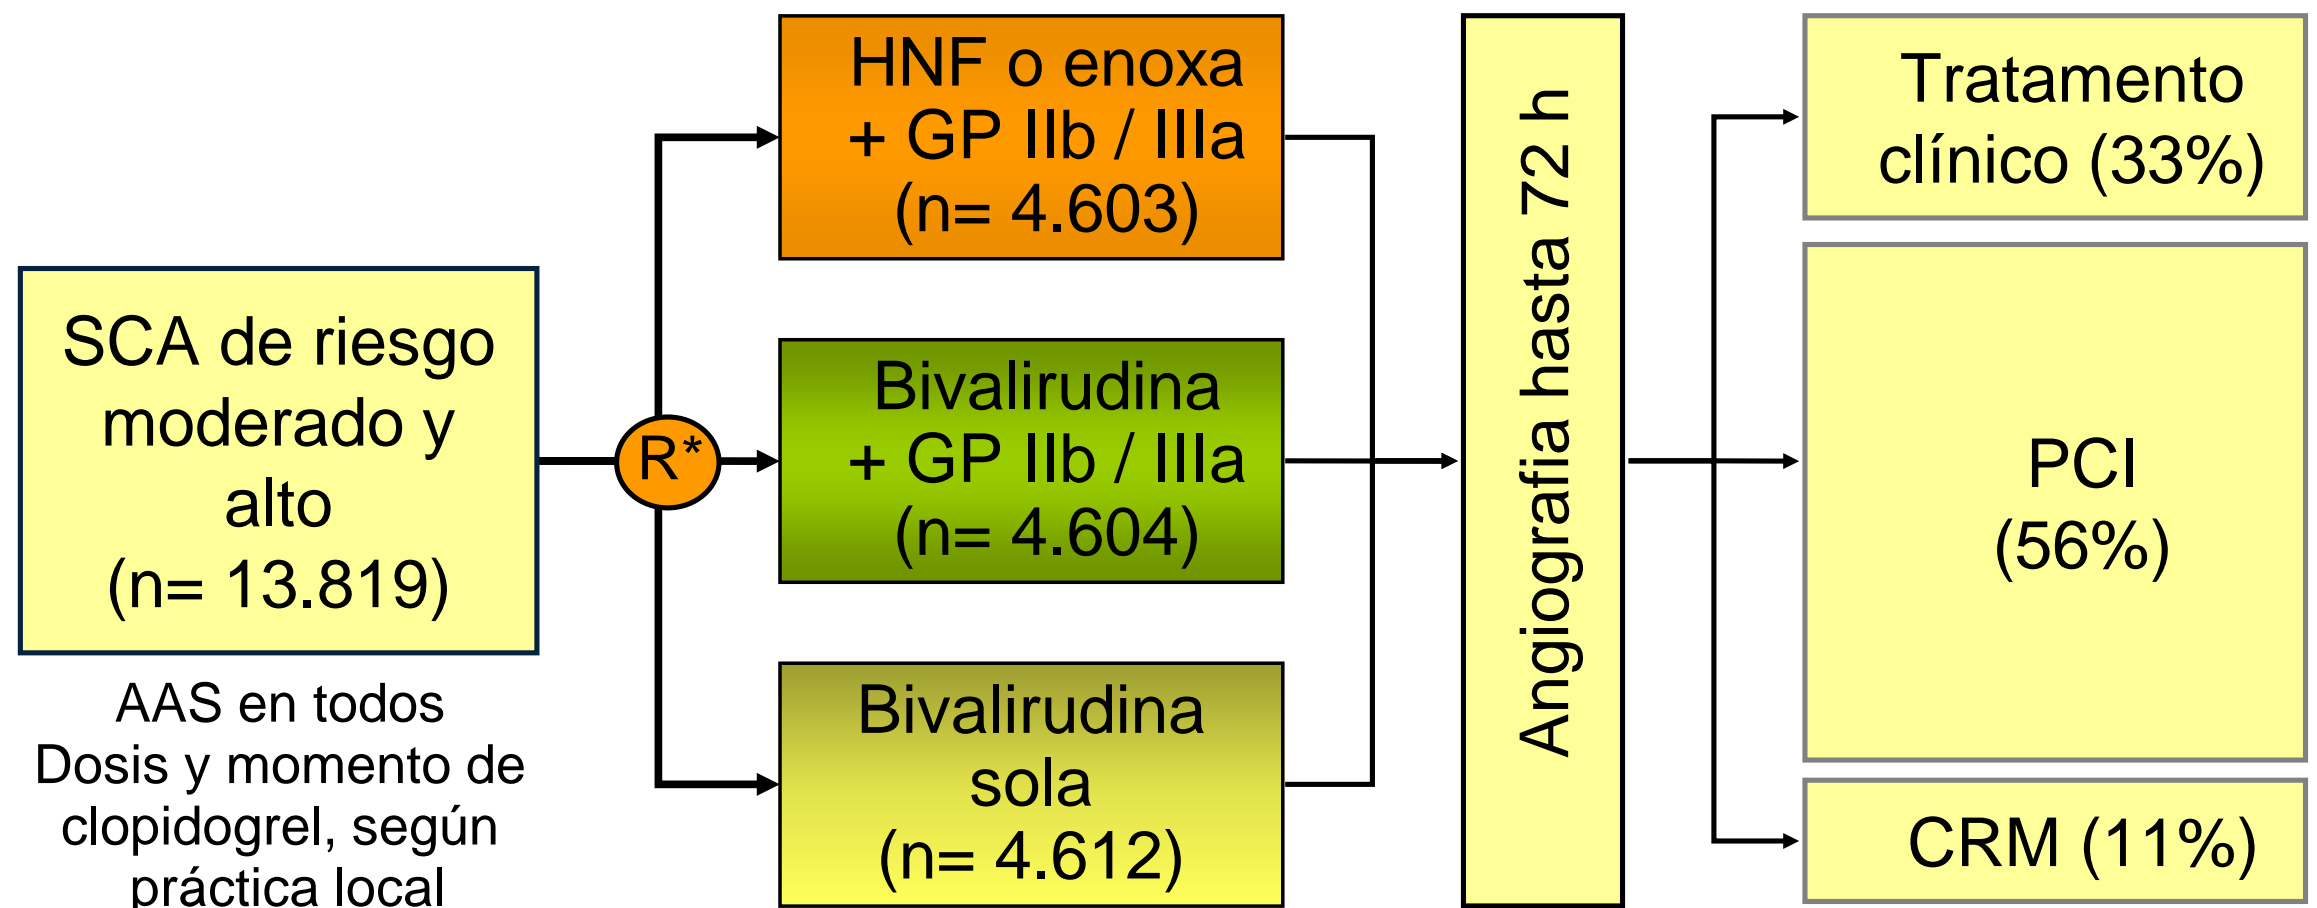 SCA de riesgo
moderado y
alto
(n= 13.819)
AAS en todos
Dosis y momento de
clopidogrel, según
práctica local
R*
HNF o enoxa
+ GP IIb / IIIa
(n= 4.603)
Bivalirudina
+ GP IIb / IIIa
(n= 4.604)
Bivalirudina
sola
(n= 4.612)
Angiografia hasta 72 h
Tratamento
clínico (33%)
PCI
(56%)
CRM (11%)